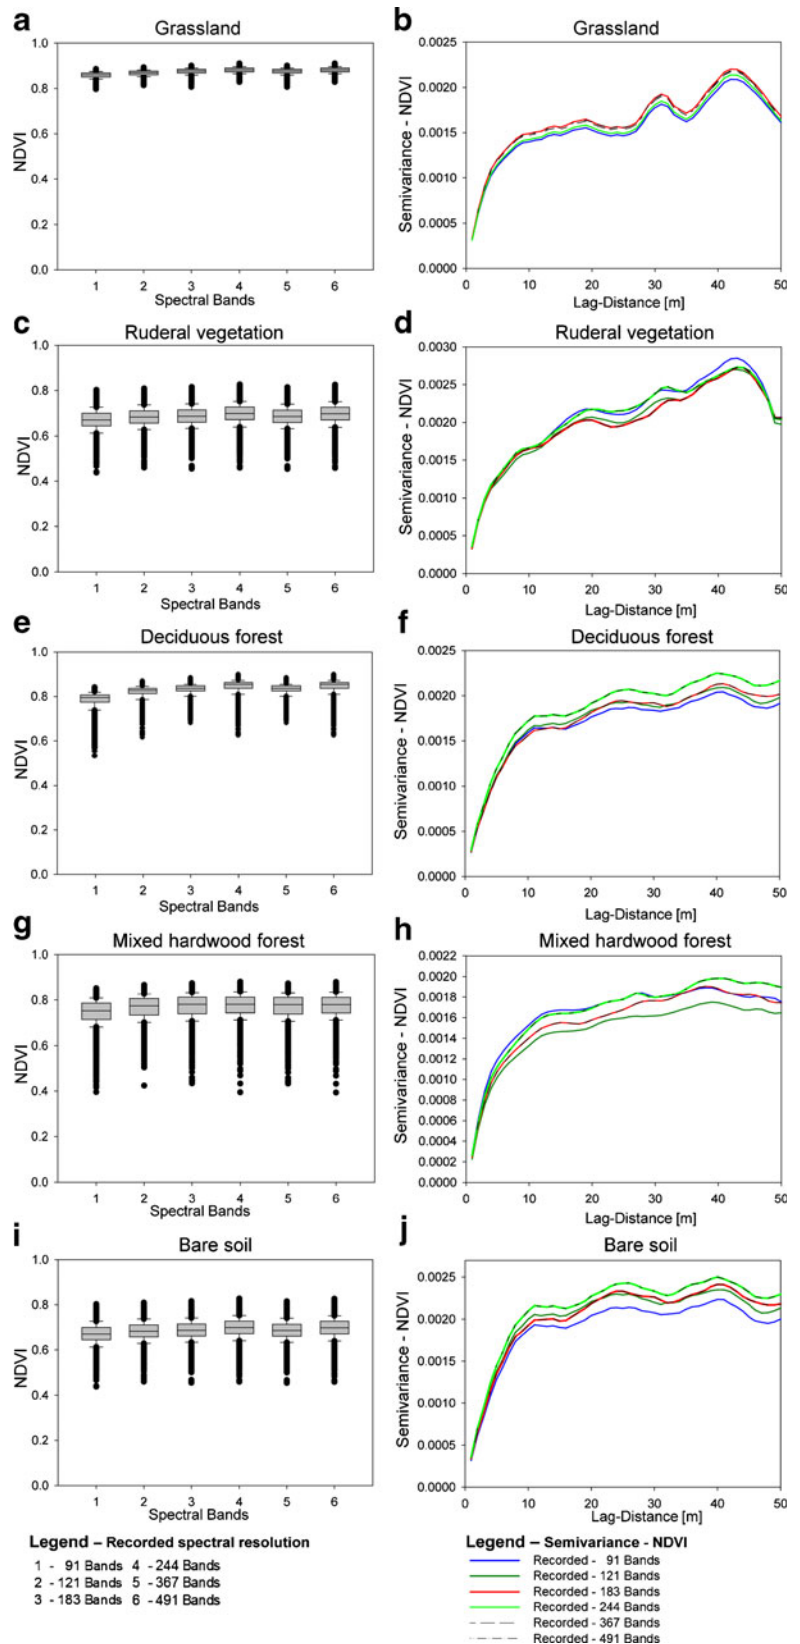 a
Grassland
1.0
0.8
0.6
0.4
0.2
0.0
NDVI
1 2 3 4 5 6
Spectral Bands
b
Grassland
0.0025
0.0020
0.0015
0.0010
0.0005
0.0000
Semivariance - NDVI
0 10 20 30 40 50
Lag-Distance [m]
c
Ruderal vegetation
1.0
0.8
0.6
0.4
0.2
0.0
NDVI
1 2 3 4 5 6
Spectral Bands
d
Ruderal vegetation
0.0030
0.0025
0.0020
0.0015
0.0010
0.0005
0.0000
Semivariance - NDVI
0 10 20 30 40 50
Lag-Distance [m]
e
Deciduous forest
1.0
0.8
0.6
0.4
0.2
0.0
NDVI
1 2 3 4 5 6
Spectral Bands
f
Deciduous forest
0.0025
0.0020
0.0015
0.0010
0.0005
0.0000
Semivariance - NDVI
0 10 20 30 40 50
Lag-Distance [m]
g
Mixed hardwood forest
1.0
0.8
0.6
0.4
0.2
0.0
NDVI
1 2 3 4 5 6
Spectral Bands
h
Mixed hardwood forest
0.0022
0.0020
0.0018
0.0016
0.0014
0.0012
0.0010
0.0008
0.0006
0.0004
0.0002
0.0000
Semivariance - NDVI
0 10 20 30 40 50
Lag-Distance [m]
i
Bare soil
1.0
0.8
0.6
0.4
0.2
0.0
NDVI
1 2 3 4 5 6
Spectral Bands
j
Bare soil
0.0025
0.0020
0.0015
0.0010
0.0005
0.0000
Semivariance - NDVI
0 10 20 30 40 50
Lag-Distance [m]
Legend – Recorded spectral resolution
1 - 91 Bands 4 - 244 Bands
2 - 121 Bands 5 - 367 Bands
3 - 183 Bands 6 - 491 Bands
Legend – Semivariance - NDVI
Recorded - 91 Bands
Recorded - 121 Bands
Recorded - 183 Bands
Recorded - 244 Bands
Recorded - 367 Bands
Recorded - 491 Bands